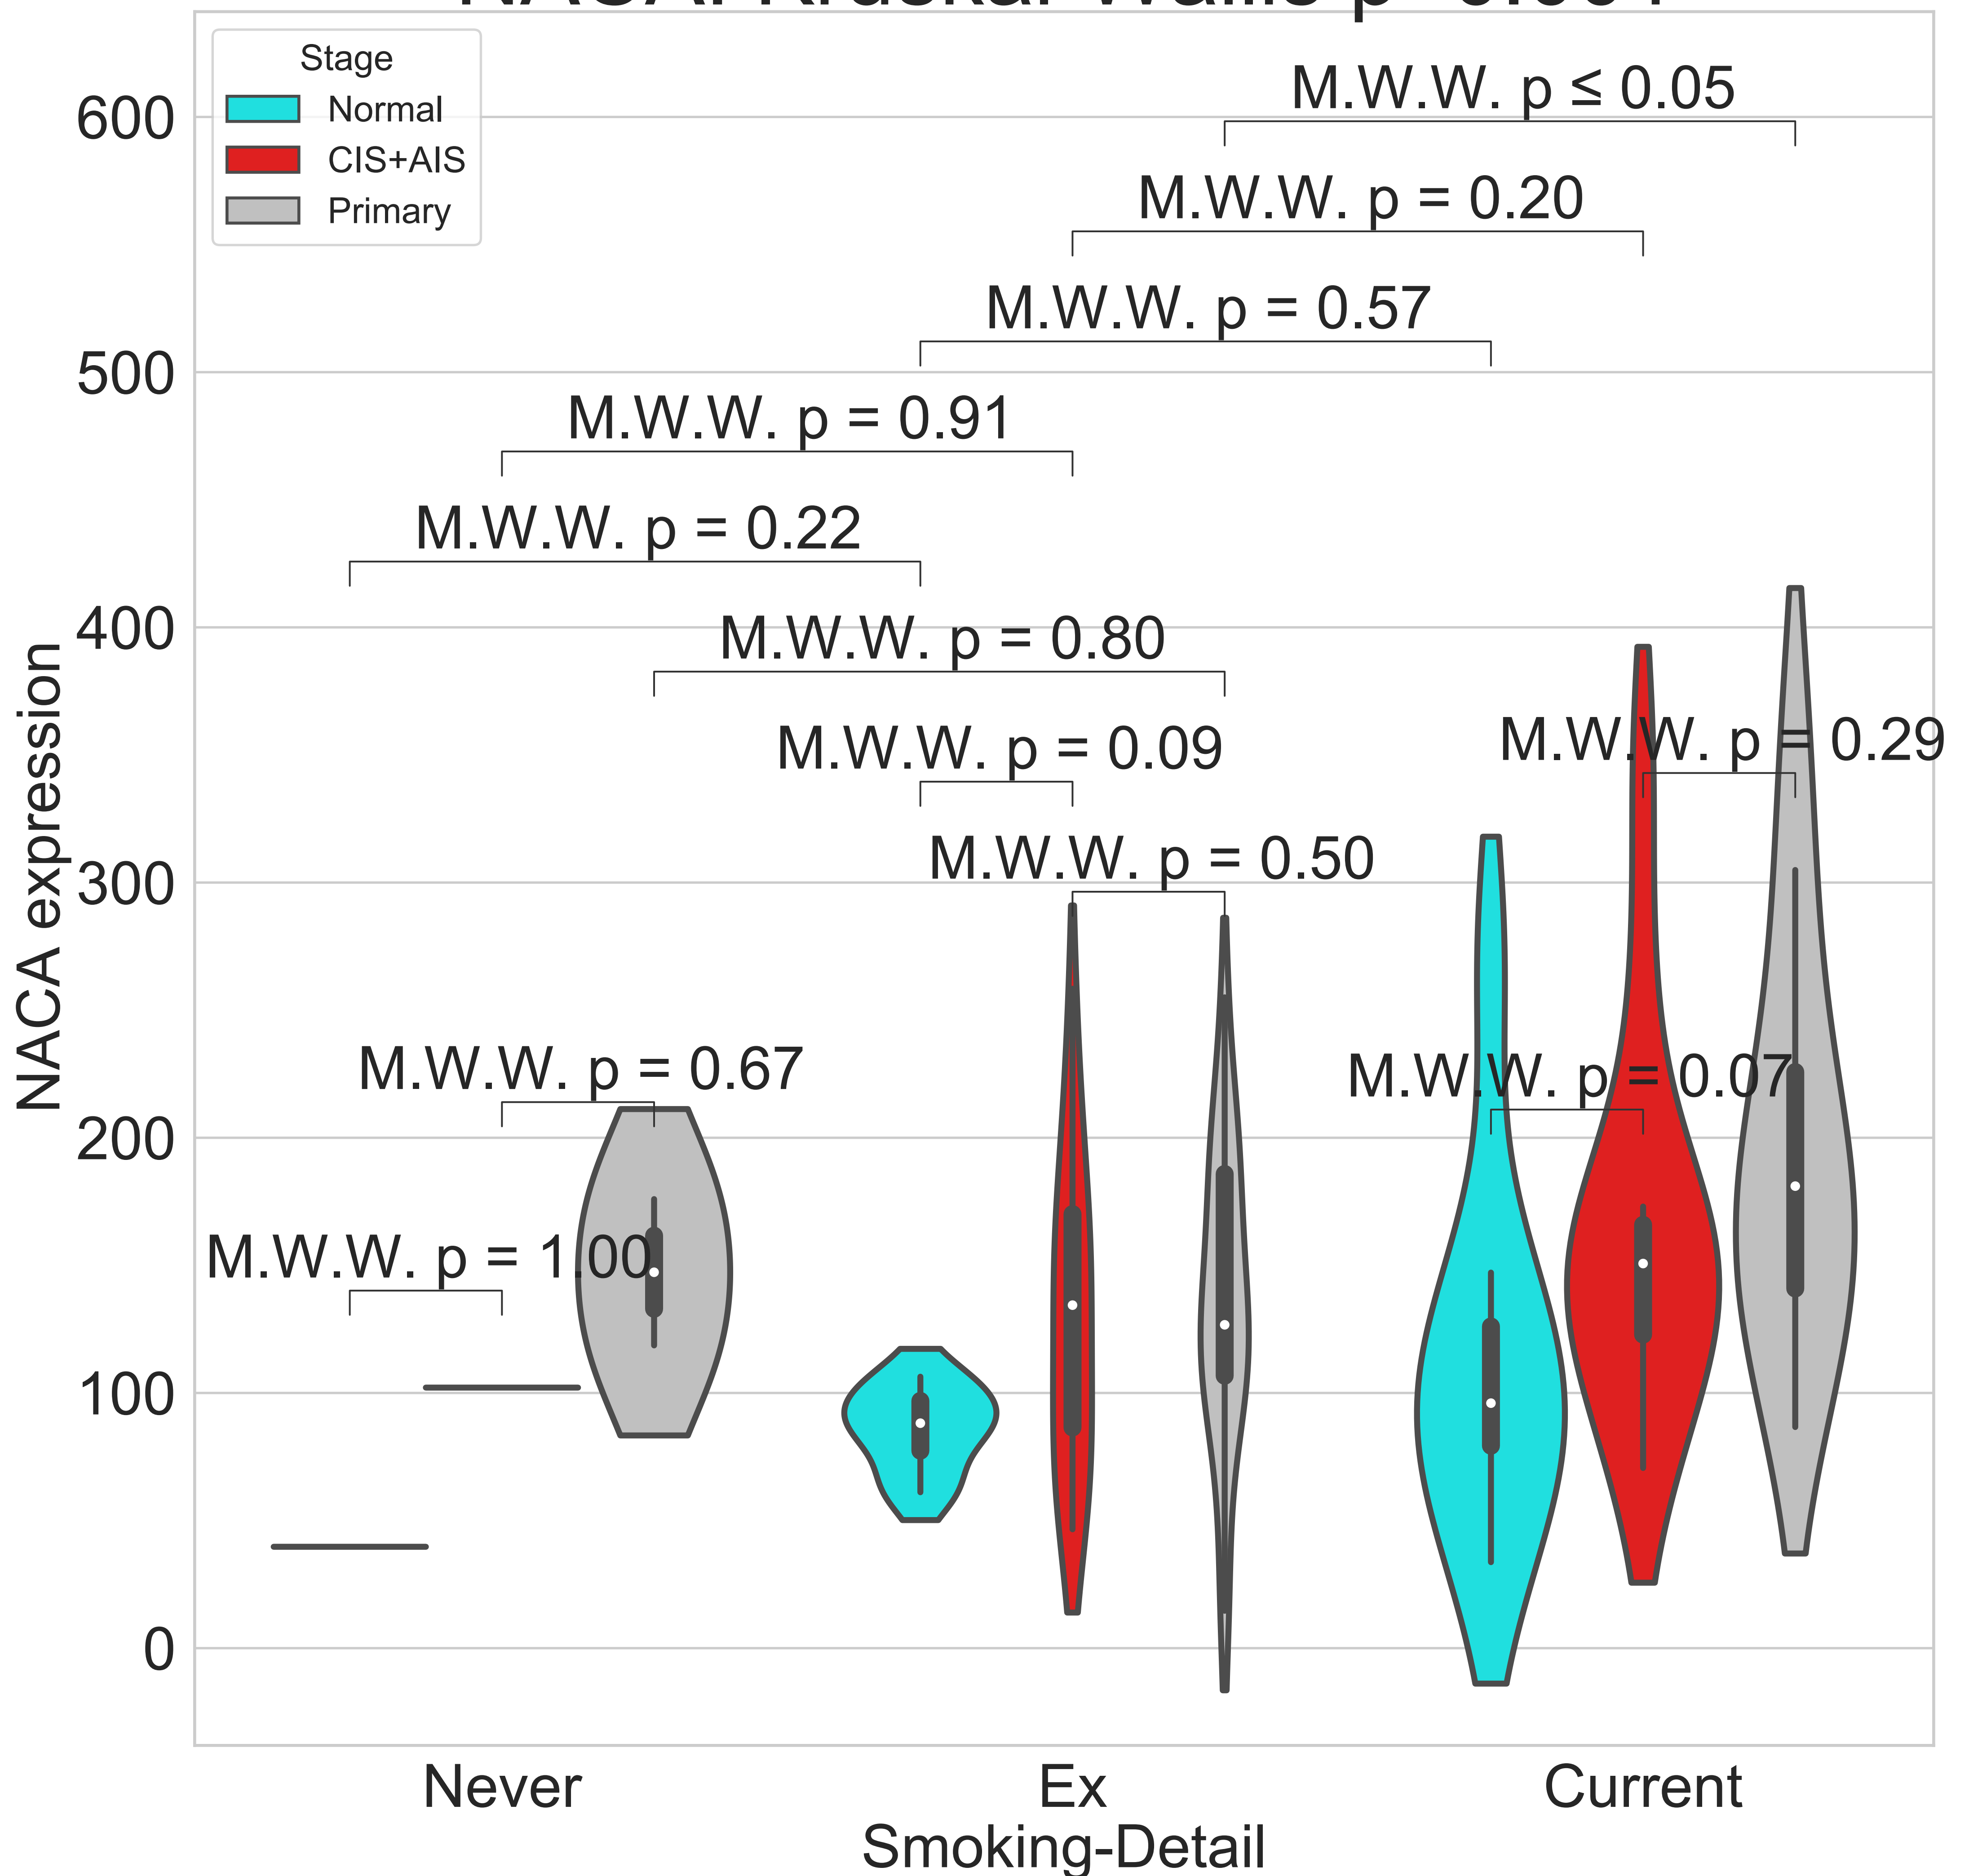 Stage
Normal
CIS+AIS
Primary
M.W.W. p ≤ 0.05
600
M.W.W. p = 0.20
M.W.W. p = 0.57
500
M.W.W. p = 0.91
M.W.W. p = 0.22
400
M.W.W. p = 0.80
M.W.W. p = 0.09
M.W.W. p = 0.29
M.W.W. p = 0.50
300
NACA expression
M.W.W. p = 0.67
M.W.W. p = 0.07
200
M.W.W. p = 1.00
100
0
Never
Ex
Current
Smoking-Detail